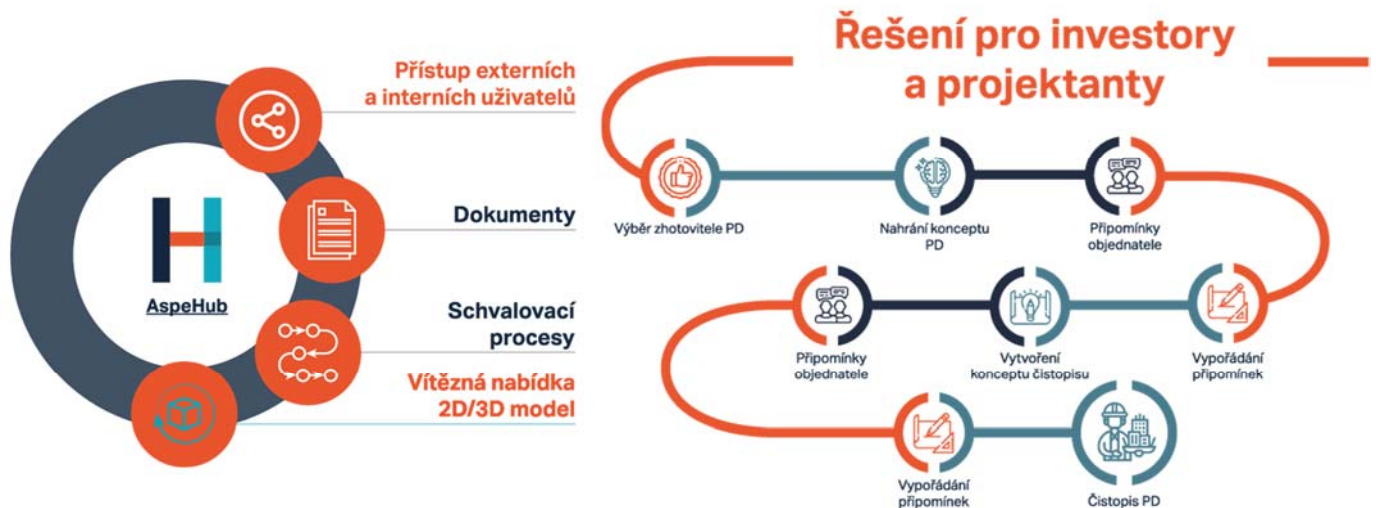 Přístup externích
a interních uživatelů
Dokumenty
Schvalovací
procesy
Vítězná nabídka
2D/3D model
AspeHub
Řešení pro investory
a projektanty
Výběr zhotovitele PD
Nahrání konceptu
PD
Připomínky
objednatele
Připomínky
objednatele
Vytvoření
konceptu čistopisu
Vypořádání
připomínek
Vypořádání
připomínek
Čistopis PD